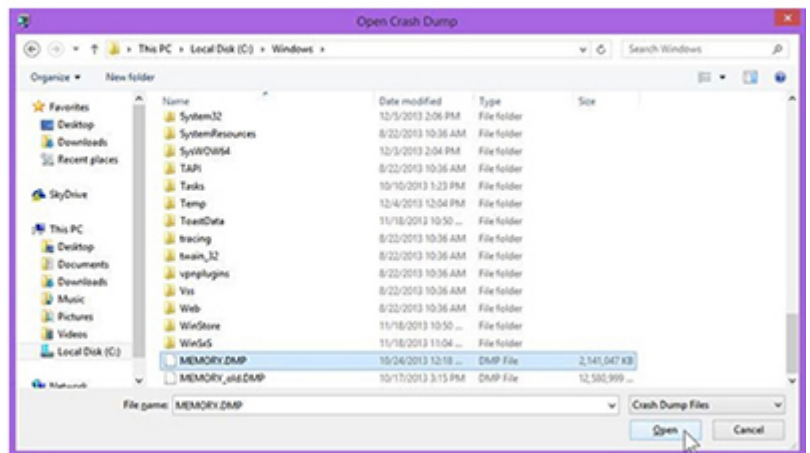 Open Crash Dump
This PC Local Disk (C:) Windows Search Windows
Organize New folder
Name Date modified Type Size
Favorites System32 12/5/2013 2:06 PM File folder
Desktop SystemResources 8/22/2013 10:36 AM File folder
Downloads SysWOW64 12/3/2013 2:04 PM File folder
Recent places TAPI 8/22/2013 10:36 AM File folder
Tasks 10/10/2013 1:23 PM File folder
SkyDrive Temp 12/4/2013 12:04 PM File folder
ToastData 11/18/2013 10:50 ... File folder
This PC tracing 8/22/2013 10:36 AM File folder
Desktop twain_32 8/22/2013 10:36 AM File folder
Documents vpnplugins 8/22/2013 10:36 AM File folder
Downloads Vss 8/22/2013 10:36 AM File folder
Music Web 8/22/2013 10:36 AM File folder
Pictures WinStore 11/18/2013 10:50 ... File folder
Videos WinSxS 11/18/2013 11:04 ... File folder
Local Disk (C:) MEMORY.DMP 10/24/2013 12:18 ... DMP File 2,141,047 KB
Network MEMORY_old.DMP 10/17/2013 3:15 PM DMP File 12,580,999 ...
File name: MEMORY.DMP Crash Dump Files
Open Cancel